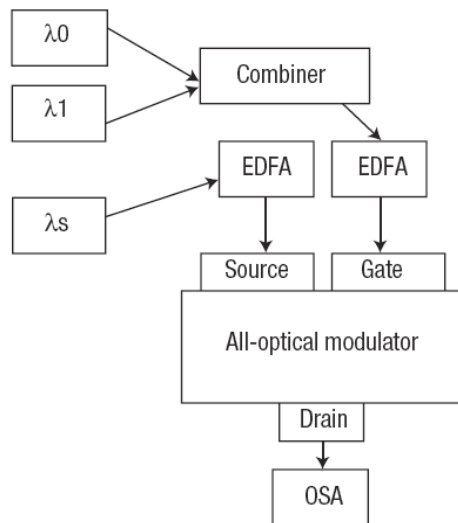 λ0
Combiner
λ1
EDFA
EDFA
λs
Source
Gate
All-optical modulator
Drain
OSA